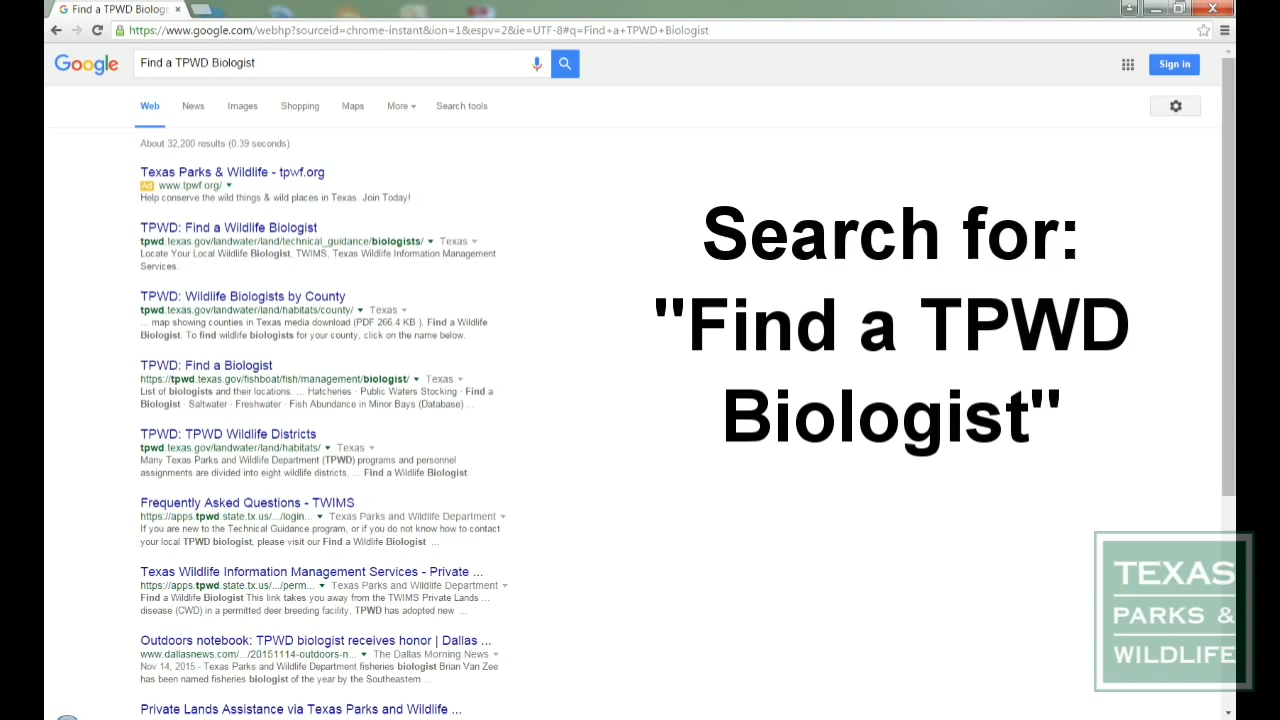 Find a TPWD Biolog
https://www.google.com/webhp?sourceid=chrome-instant&ion=1&espv=2&ie=UTF-8#q=Find+a+TPWD+Biologist
Google
Find a TPWD Biologist
Sign in
Web News Images Shopping Maps More Search tools
About 32,200 results (0.39 seconds)
Texas Parks & Wildlife - tpwf.org
Ad www.tpwf.org/
Help conserve the wild things & wild places in Texas. Join Today!
TPWD: Find a Wildlife Biologist
tpwd.texas.gov/landwater/land/technical_guidance/biologists/ Texas
Locate Your Local Wildlife Biologist, TWIMS, Texas Wildlife Information Management
Services.
TPWD: Wildlife Biologists by County
tpwd.texas.gov/landwater/land/habitats/county/ Texas
... map showing counties in Texas media download (PDF 266.4 KB ). Find a Wildlife
Biologist. To find wildlife biologists for your county, click on the name below.
TPWD: Find a Biologist
https://tpwd.texas.gov/fishboat/fish/management/biologist/ Texas
List of biologists and their locations. ... Hatcheries · Public Waters Stocking · Find a
Biologist · Saltwater · Freshwater · Fish Abundance in Minor Bays (Database) ...
TPWD: TPWD Wildlife Districts
tpwd.texas.gov/landwater/land/habitats/ Texas
Many Texas Parks and Wildlife Department (TPWD) programs and personnel
assignments are divided into eight wildlife districts, ... Find a Wildlife Biologist.
Frequently Asked Questions - TWIMS
https://apps.tpwd.state.tx.us/.../login... Texas Parks and Wildlife Department
If you are new to the Technical Guidance program, or if you do not know how to contact
your local TPWD biologist, please visit our Find a Wildlife Biologist ...
Texas Wildlife Information Management Services - Private ...
https://apps.tpwd.state.tx.us/.../perm... Texas Parks and Wildlife Department
Find a Wildlife Biologist This link takes you away from the TWIMS Private Lands ...
disease (CWD) in a permitted deer breeding facility, TPWD has adopted new ...
Outdoors notebook: TPWD biologist receives honor | Dallas ...
www.dallasnews.com/.../20151114-outdoors-n... The Dallas Morning News
Nov 14, 2015 - Texas Parks and Wildlife Department fisheries biologist Brian Van Zee
has been named fisheries biologist of the year by the Southeastern ...
Private Lands Assistance via Texas Parks and Wildlife ...
Search for:
"Find a TPWD
Biologist"
TEXAS
PARKS &
WILDLIFE